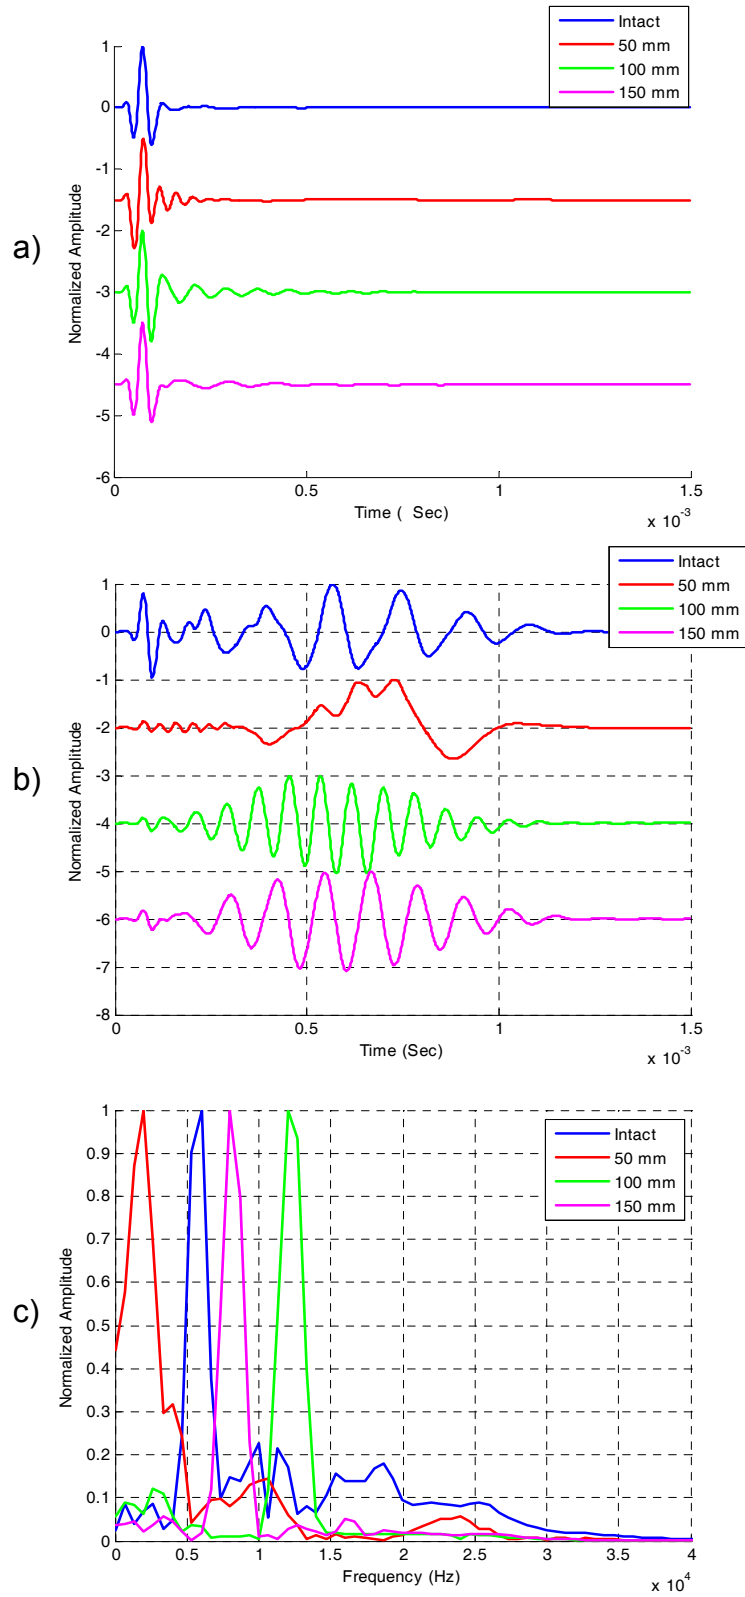 Intact
50 mm
100 mm
150 mm
1
0
-1
-2
-3
-4
-5
-6
Normalized Amplitude
a)
0
0.5
1
1.5
Time ( Sec)
x 10-3
Intact
50 mm
100 mm
150 mm
1
0
-1
-2
-3
-4
-5
-6
-7
-8
Normalized Amplitude
b)
0
0.5
1
1.5
Time (Sec)
x 10-3
Intact
50 mm
100 mm
150 mm
1
0.9
0.8
0.7
0.6
0.5
0.4
0.3
0.2
0.1
0
Normalized Amplitude
c)
0
0.5
1
1.5
2
2.5
3
3.5
4
Frequency (Hz)
x 104